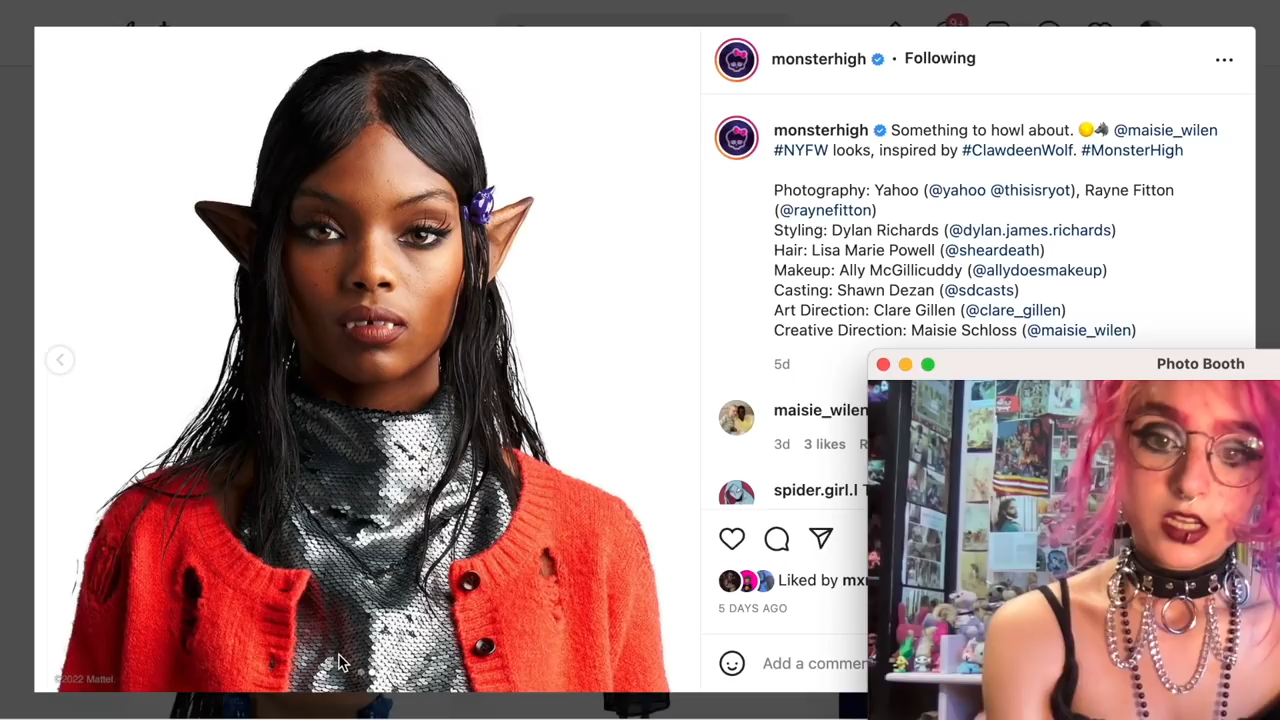 9+
monsterhigh • Following
monsterhigh Something to howl about. @maisie_wilen
#NYFW looks, inspired by #ClawdeenWolf. #MonsterHigh
Photography: Yahoo (@yahoo @thisisryot), Rayne Fitton
(@raynefitton)
Styling: Dylan Richards (@dylan.james.richards)
Hair: Lisa Marie Powell (@sheardeath)
Makeup: Ally McGillicuddy (@allydoesmakeup)
Casting: Shawn Dezan (@sdcasts)
Art Direction: Clare Gillen (@clare_gillen)
Creative Direction: Maisie Schloss (@maisie_wilen)
5d
Photo Booth
maisie_wilen
3d 3 likes R
spider.girl.l T
Liked by mx
5 DAYS AGO
Add a commen
©2022 Mattel.